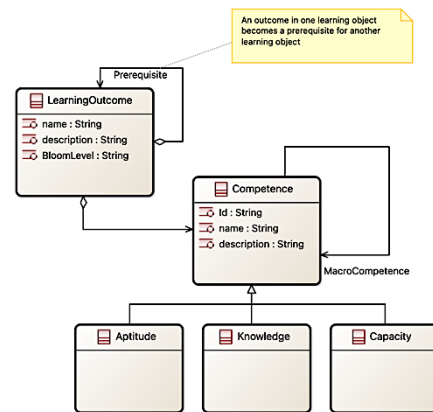 An outcome in one learning object
becomes a prerequisite for another
learning object
Prerequisite
LearningOutcome
name : String
description : String
BloomLevel : String
Competence
Id : String
name : String
description : String
MacroCompetence
Aptitude
Knowledge
Capacity